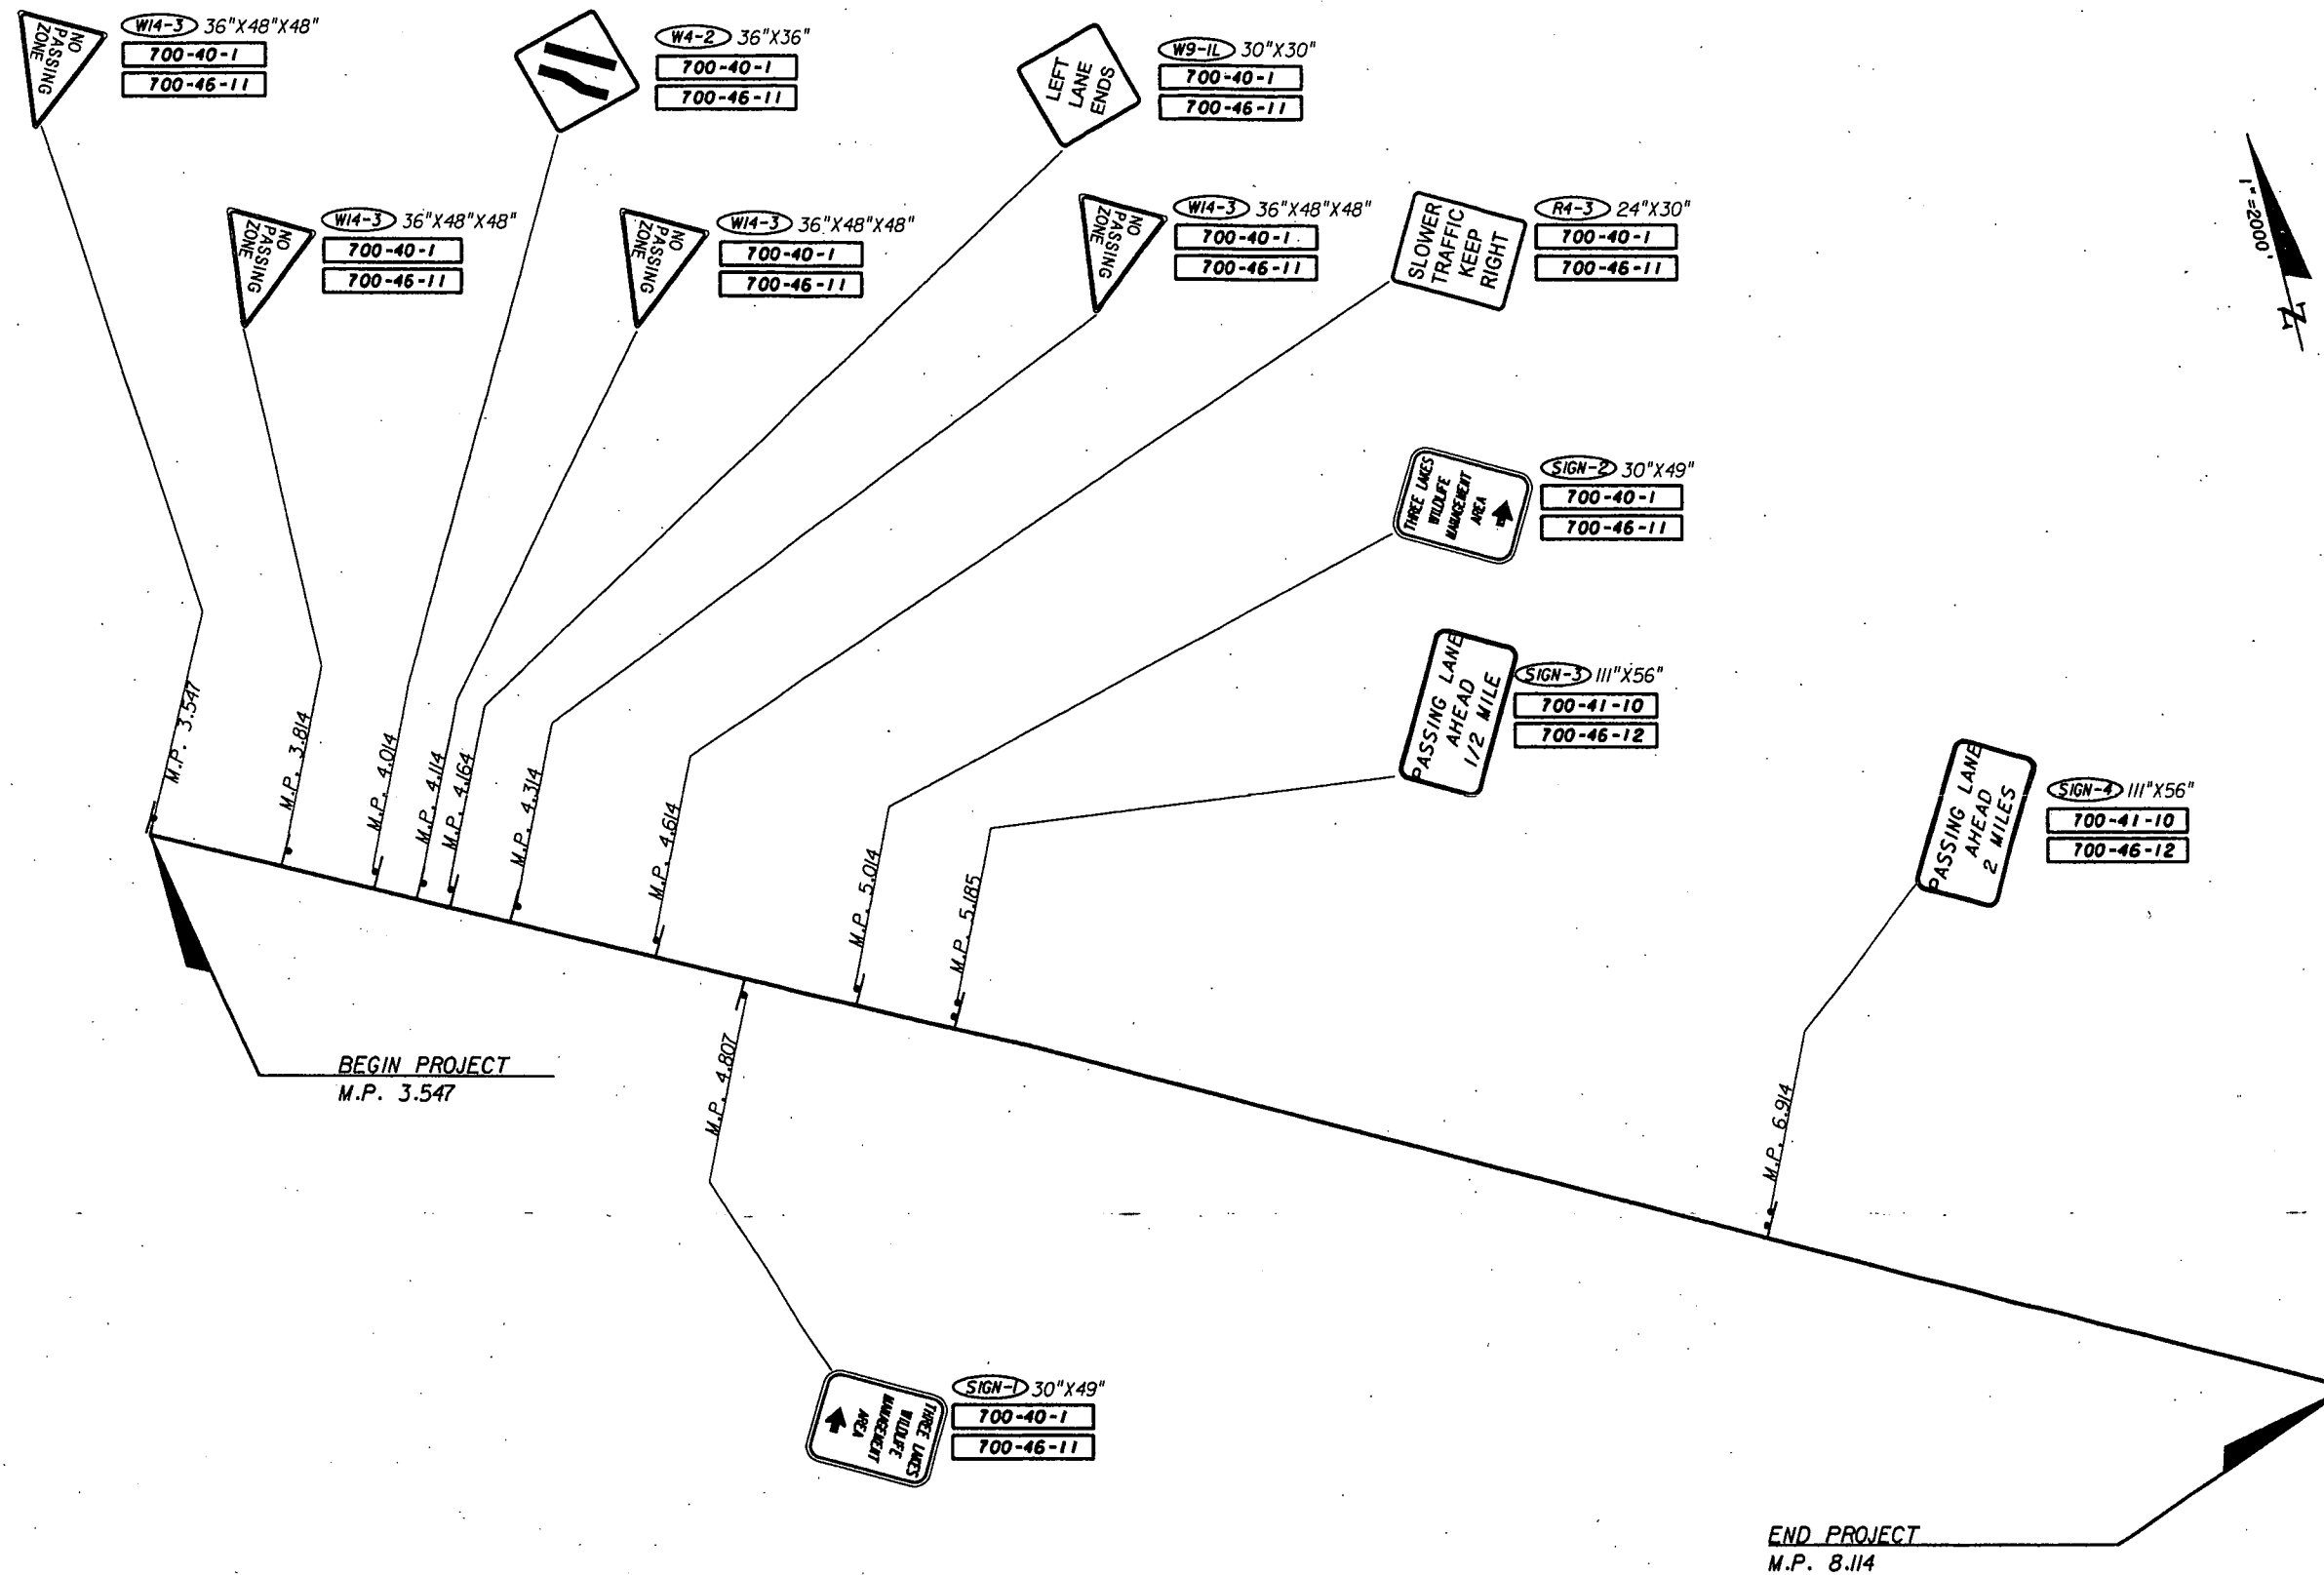 NO
PASSING
ZONE
W14-3 36"X48"X48"
700-40-1
700-46-11
W4-2 36"X36"
700-40-1
700-46-11
LEFT
LANE
ENDS
W9-1L 30"X30"
700-40-1
700-46-11
1"=2000'
N
NO
PASSING
ZONE
W14-3 36"X48"X48"
700-40-1
700-46-11
NO
PASSING
ZONE
W14-3 36"X48"X48"
700-40-1
700-46-11
NO
PASSING
ZONE
W14-3 36"X48"X48"
700-40-1
700-46-11
SLOWER
TRAFFIC
KEEP
RIGHT
R4-3 24"X30"
700-40-1
700-46-11
THREE LAKES
WILDLIFE
MANAGEMENT
AREA
SIGN-2 30"X49"
700-40-1
700-46-11
PASSING LANE
AHEAD
1/2 MILE
SIGN-3 111"X56"
700-41-10
700-46-12
PASSING LANE
AHEAD
2 MILES
SIGN-4 111"X56"
700-41-10
700-46-12
M.P. 3.547
M.P. 3.814
M.P. 4.014
M.P. 4.114
M.P. 4.164
M.P. 4.314
M.P. 4.614
M.P. 5.014
M.P. 5.185
M.P. 6.914
M.P. 4.807
BEGIN PROJECT
M.P. 3.547
THREE LAKES
WILDLIFE
MANAGEMENT
AREA
SIGN-1 30"X49"
700-40-1
700-46-11
END PROJECT
M.P. 8.114